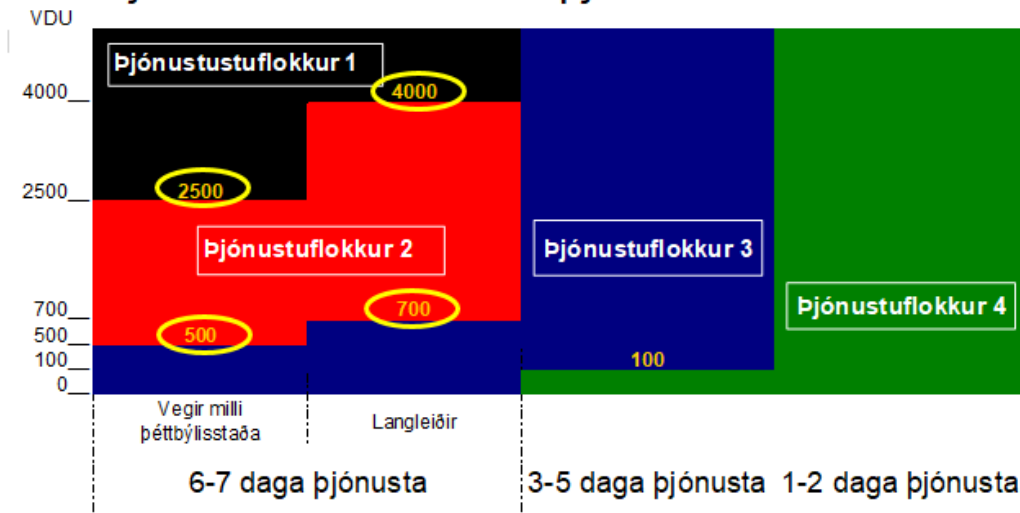 VDU
Þjónustustuflokkur 1
4000
4000
2500
2500
Þjónustuflokkur 2
Þjónustuflokkur 3
Þjónustuflokkur 4
700
700
500
500
100
100
0
Vegir milli
þéttbýlisstaða
Langleiðir
6-7 daga þjónusta
3-5 daga þjónusta
1-2 daga þjónusta